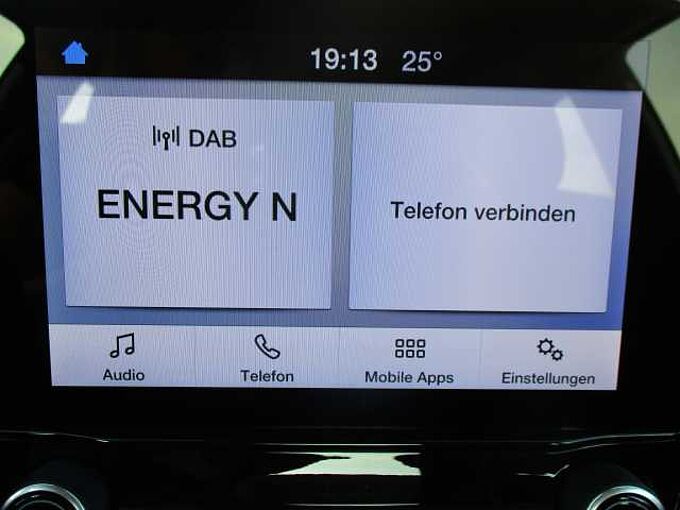 19:13 25°
DAB
ENERGY N
Telefon verbinden
Audio
Telefon
Mobile Apps
Einstellungen